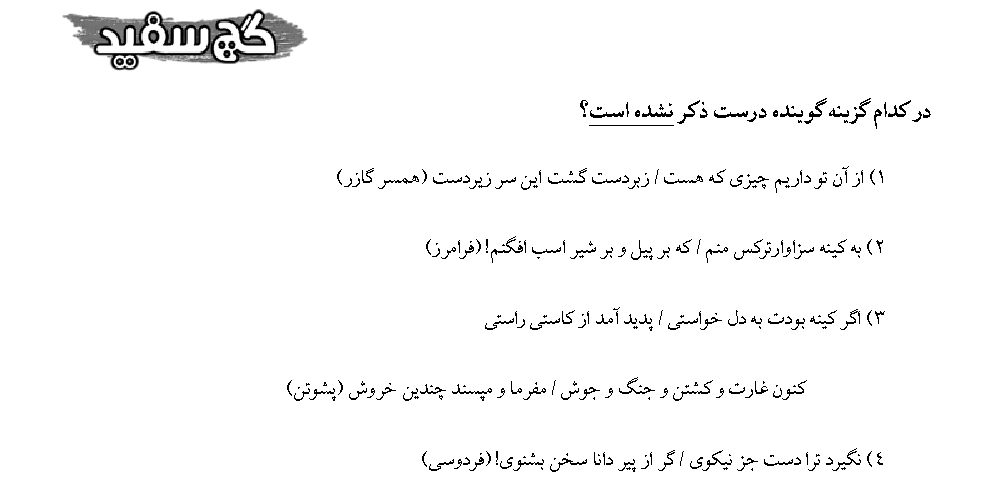 گچ سفید
در کدام گزینه گوینده درست ذکر نشده است؟
۱) از آن تو داریم چیزی که هست / زبردست گشت این سر زیردست (همسر گازر)
۲) به کینه سزاوارترکس منم / که بر پیل و بر شیر اسب افگنم! (فرامرز)
۳) اگر کینه بودت به دل خواستی / پدید آمد از کاستی راستی
کنون غارت و کشتن و جنگ و جوش / مفرما و مپسند چندین خروش (پشوتن)
۴) نگیرد ترا دست جز نیکوی / گر از پیر دانا سخن بشنوی! (فردوسی)